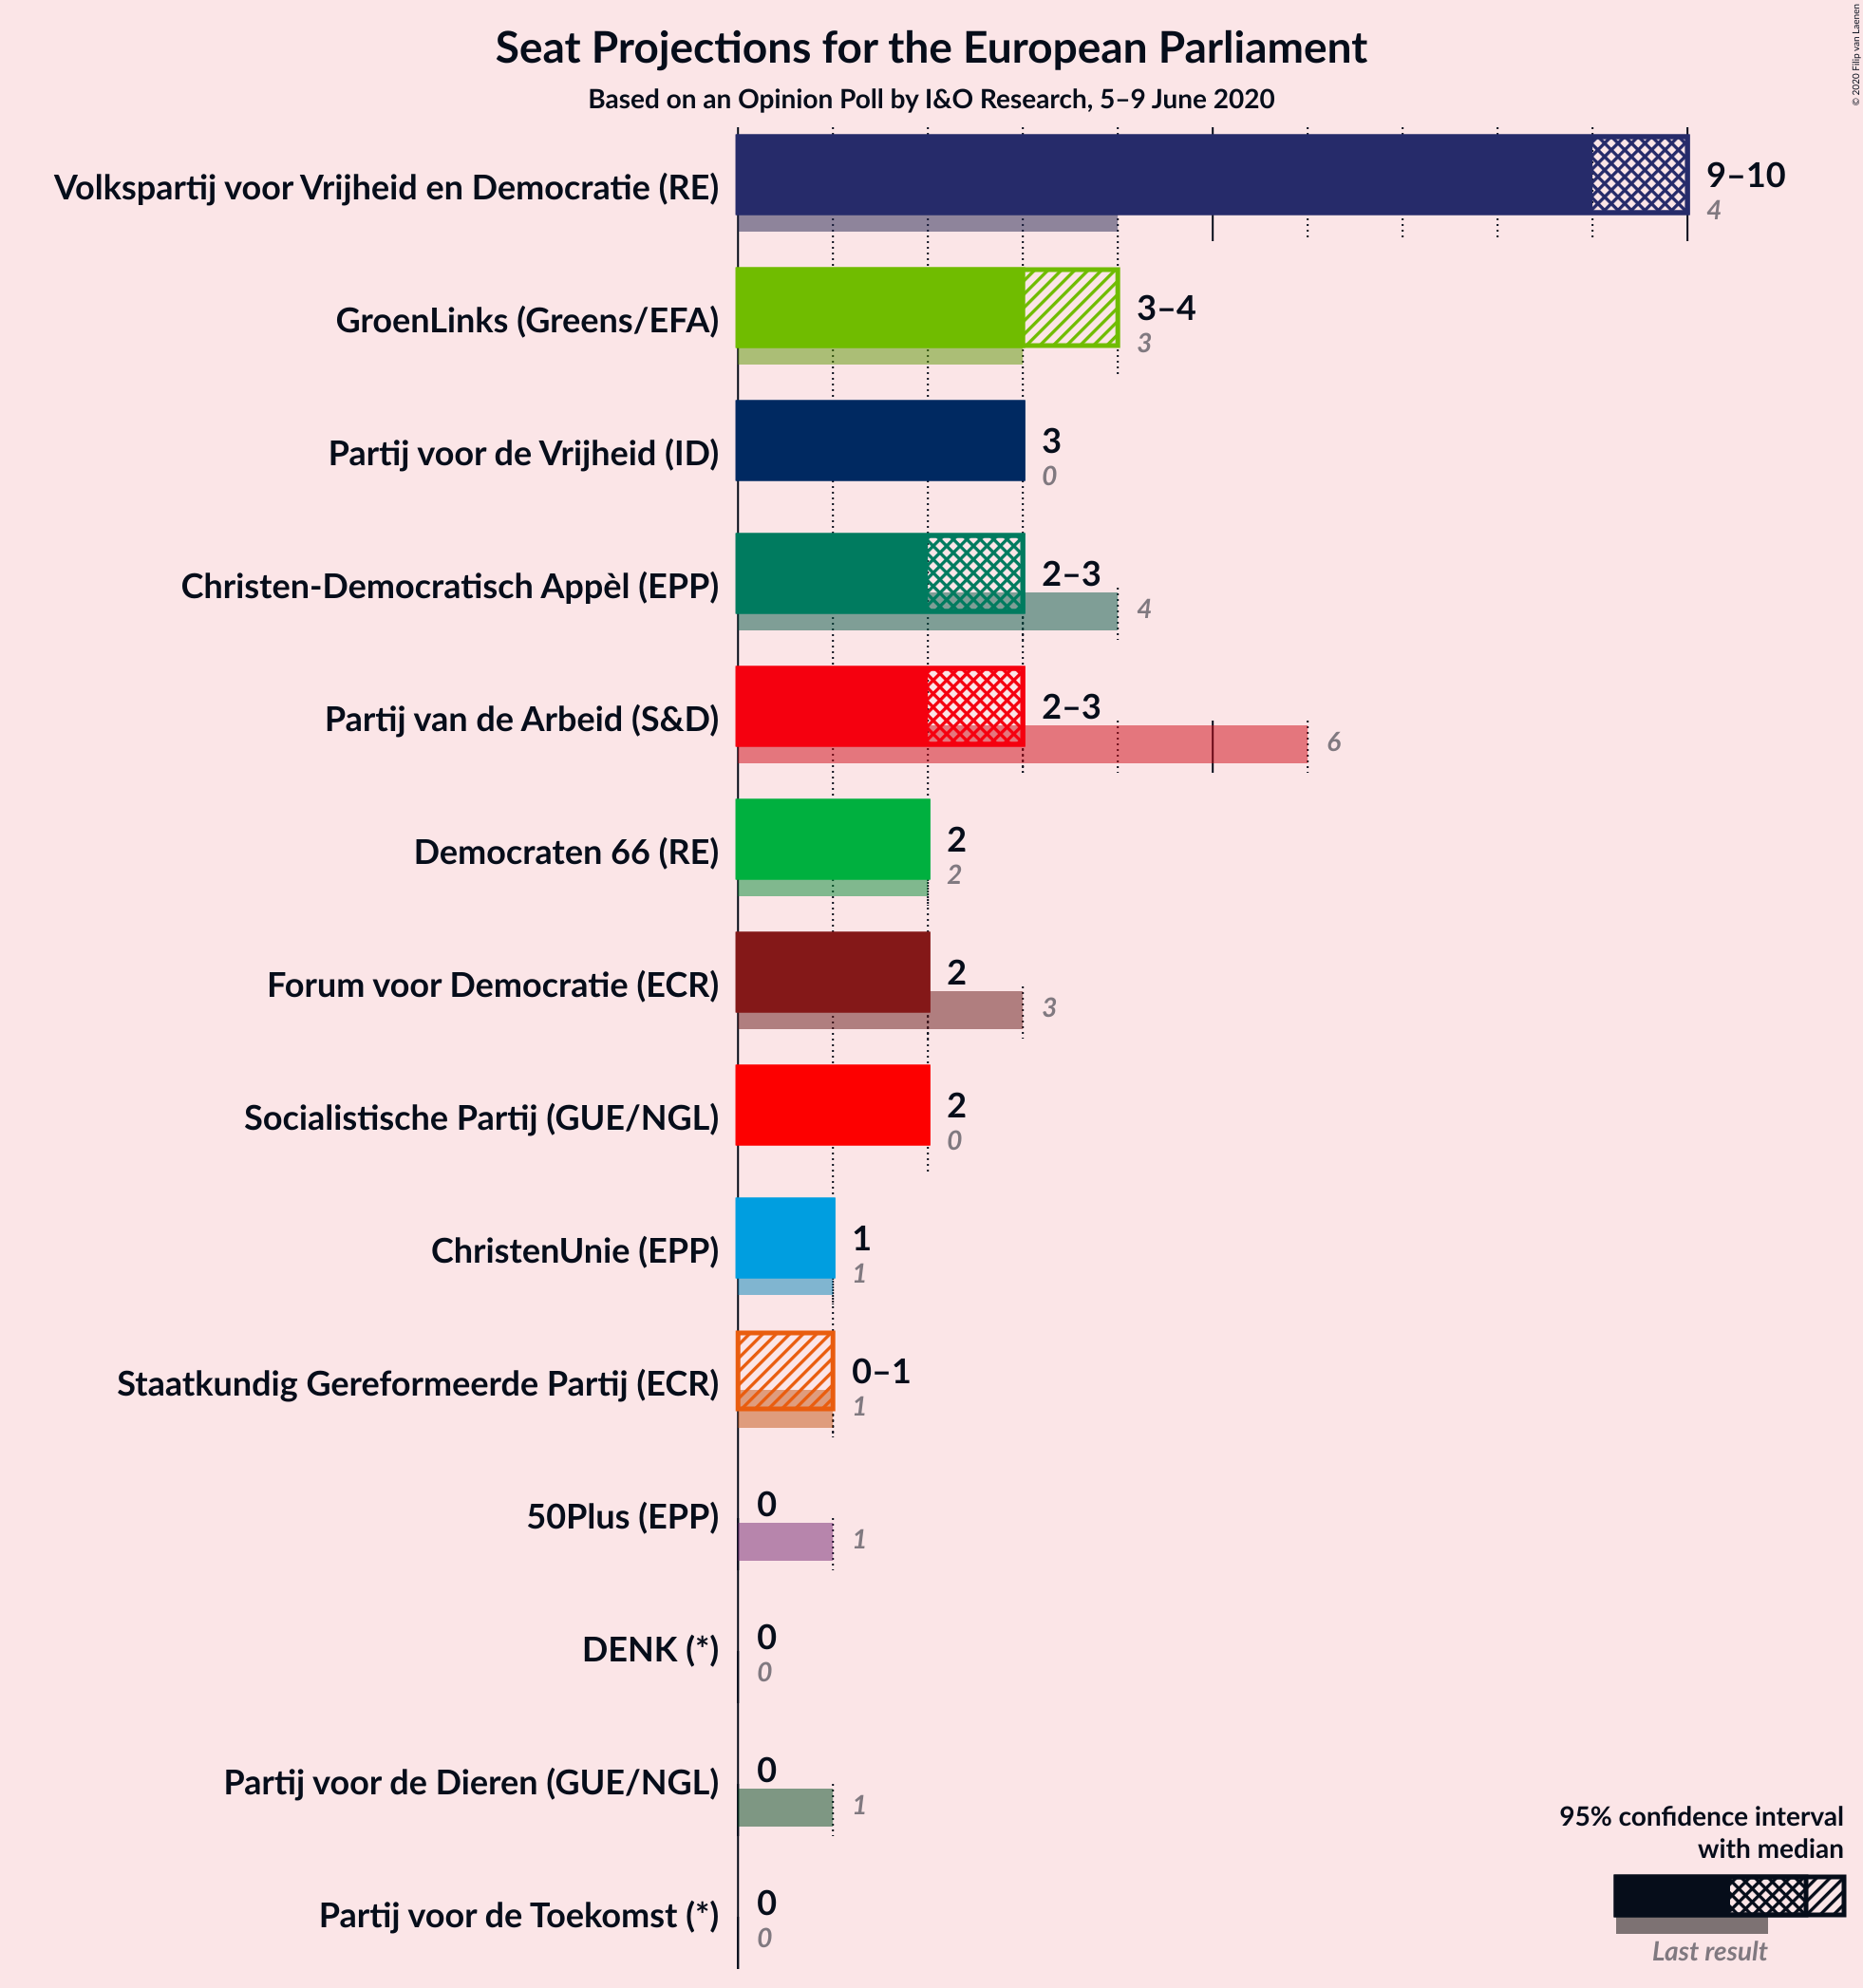 Seat Projections for the European Parliament
Based on an Opinion Poll by I&O Research, 5–9 June 2020
© 2020 Filip van Laenen
Volkspartij voor Vrijheid en Democratie (RE)
9–10
4
GroenLinks (Greens/EFA)
3–4
3
Partij voor de Vrijheid (ID)
3
0
Christen-Democratisch Appèl (EPP)
2–3
4
Partij van de Arbeid (S&D)
2–3
6
Democraten 66 (RE)
2
2
Forum voor Democratie (ECR)
2
3
Socialistische Partij (GUE/NGL)
2
0
ChristenUnie (EPP)
1
1
Staatkundig Gereformeerde Partij (ECR)
0–1
1
50Plus (EPP)
0
1
DENK (*)
0
0
Partij voor de Dieren (GUE/NGL)
0
1
Partij voor de Toekomst (*)
0
0
95% confidence interval
with median
Last result